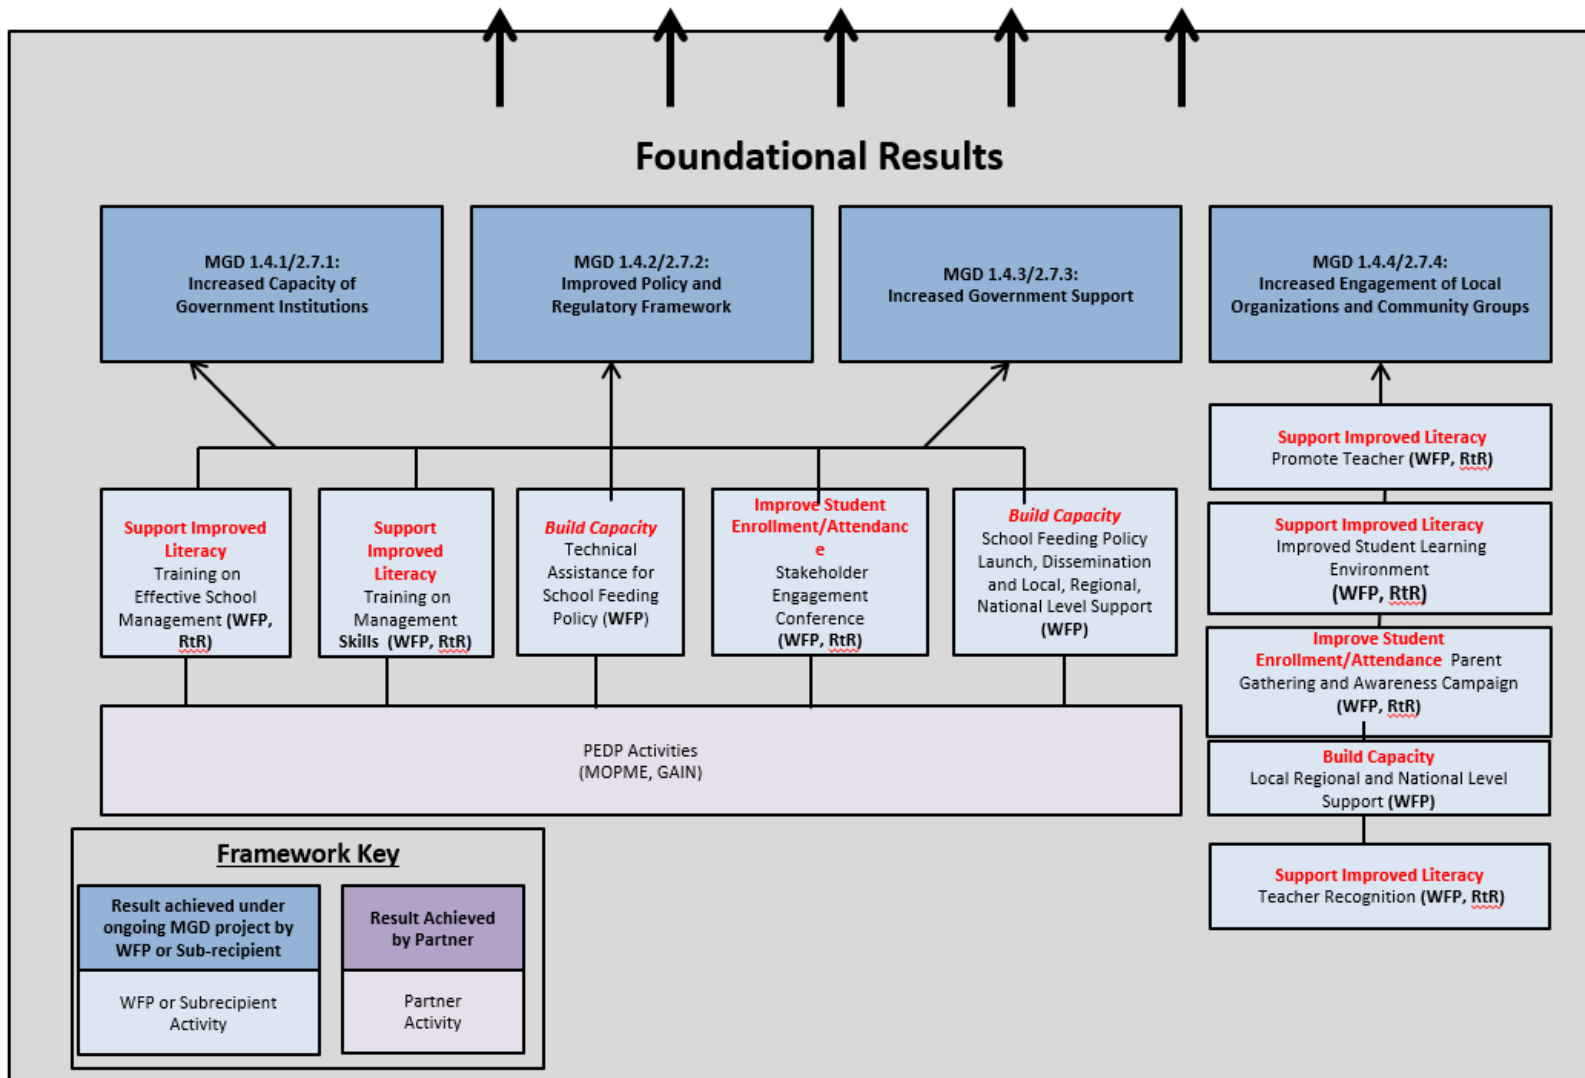 Foundational Results
MGD 1.4.1/2.7.1:
Increased Capacity of
Government Institutions
MGD 1.4.2/2.7.2:
Improved Policy and
Regulatory Framework
MGD 1.4.3/2.7.3:
Increased Government Support
MGD 1.4.4/2.7.4:
Increased Engagement of Local
Organizations and Community Groups
Support Improved
Literacy
Training on
Effective School
Management (WFP,
RtR)
Support
Improved
Literacy
Training on
Management
Skills (WFP, RtR)
Build Capacity
Technical
Assistance for
School Feeding
Policy (WFP)
Improve Student
Enrollment/Attendanc
e
Stakeholder
Engagement
Conference
(WFP, RtR)
Build Capacity
School Feeding Policy
Launch, Dissemination
and Local, Regional,
National Level Support
(WFP)
PEDP Activities
(MOPME, GAIN)
Support Improved Literacy
Promote Teacher (WFP, RtR)
Support Improved Literacy
Improved Student Learning
Environment
(WFP, RtR)
Improve Student
Enrollment/Attendance Parent
Gathering and Awareness Campaign
(WFP, RtR)
Build Capacity
Local Regional and National Level
Support (WFP)
Support Improved Literacy
Teacher Recognition (WFP, RtR)
Framework Key
Result achieved under
ongoing MGD project by
WFP or Sub-recipient
Result Achieved
by Partner
WFP or Subrecipient
Activity
Partner
Activity